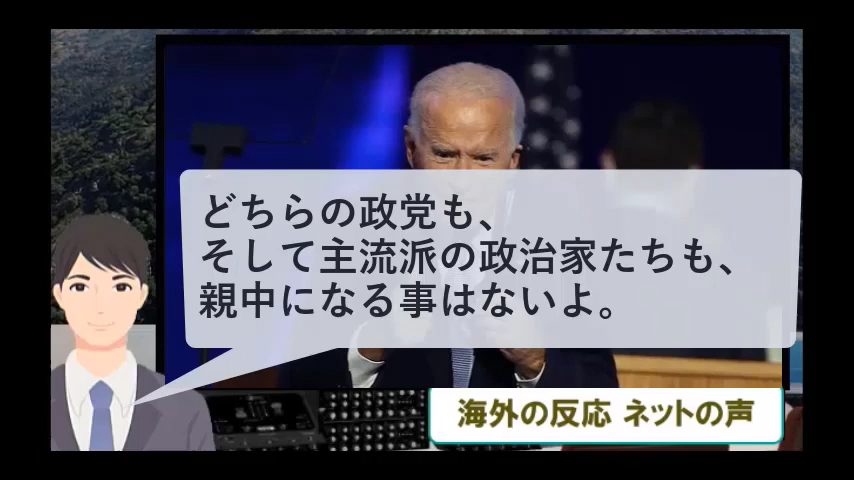 どちらの政党も、
そして主流派の政治家たちも、
親中になる事はないよ。
海外の反応 ネットの声